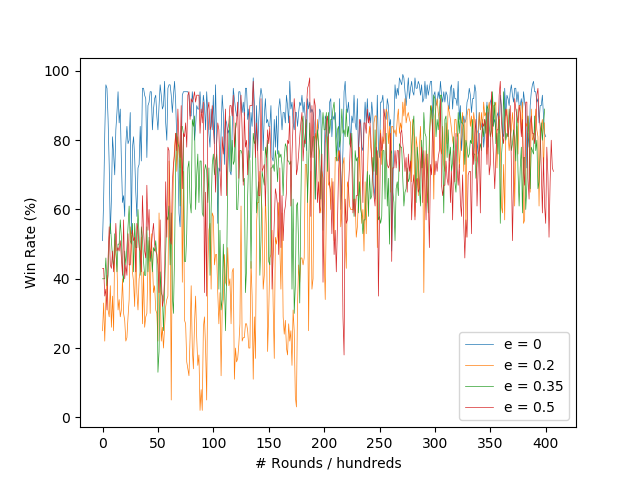 100
80
60
40
20
0
Win Rate (%)
e = 0
e = 0.2
e = 0.35
e = 0.5
0 50 100 150 200 250 300 350 400
# Rounds / hundreds